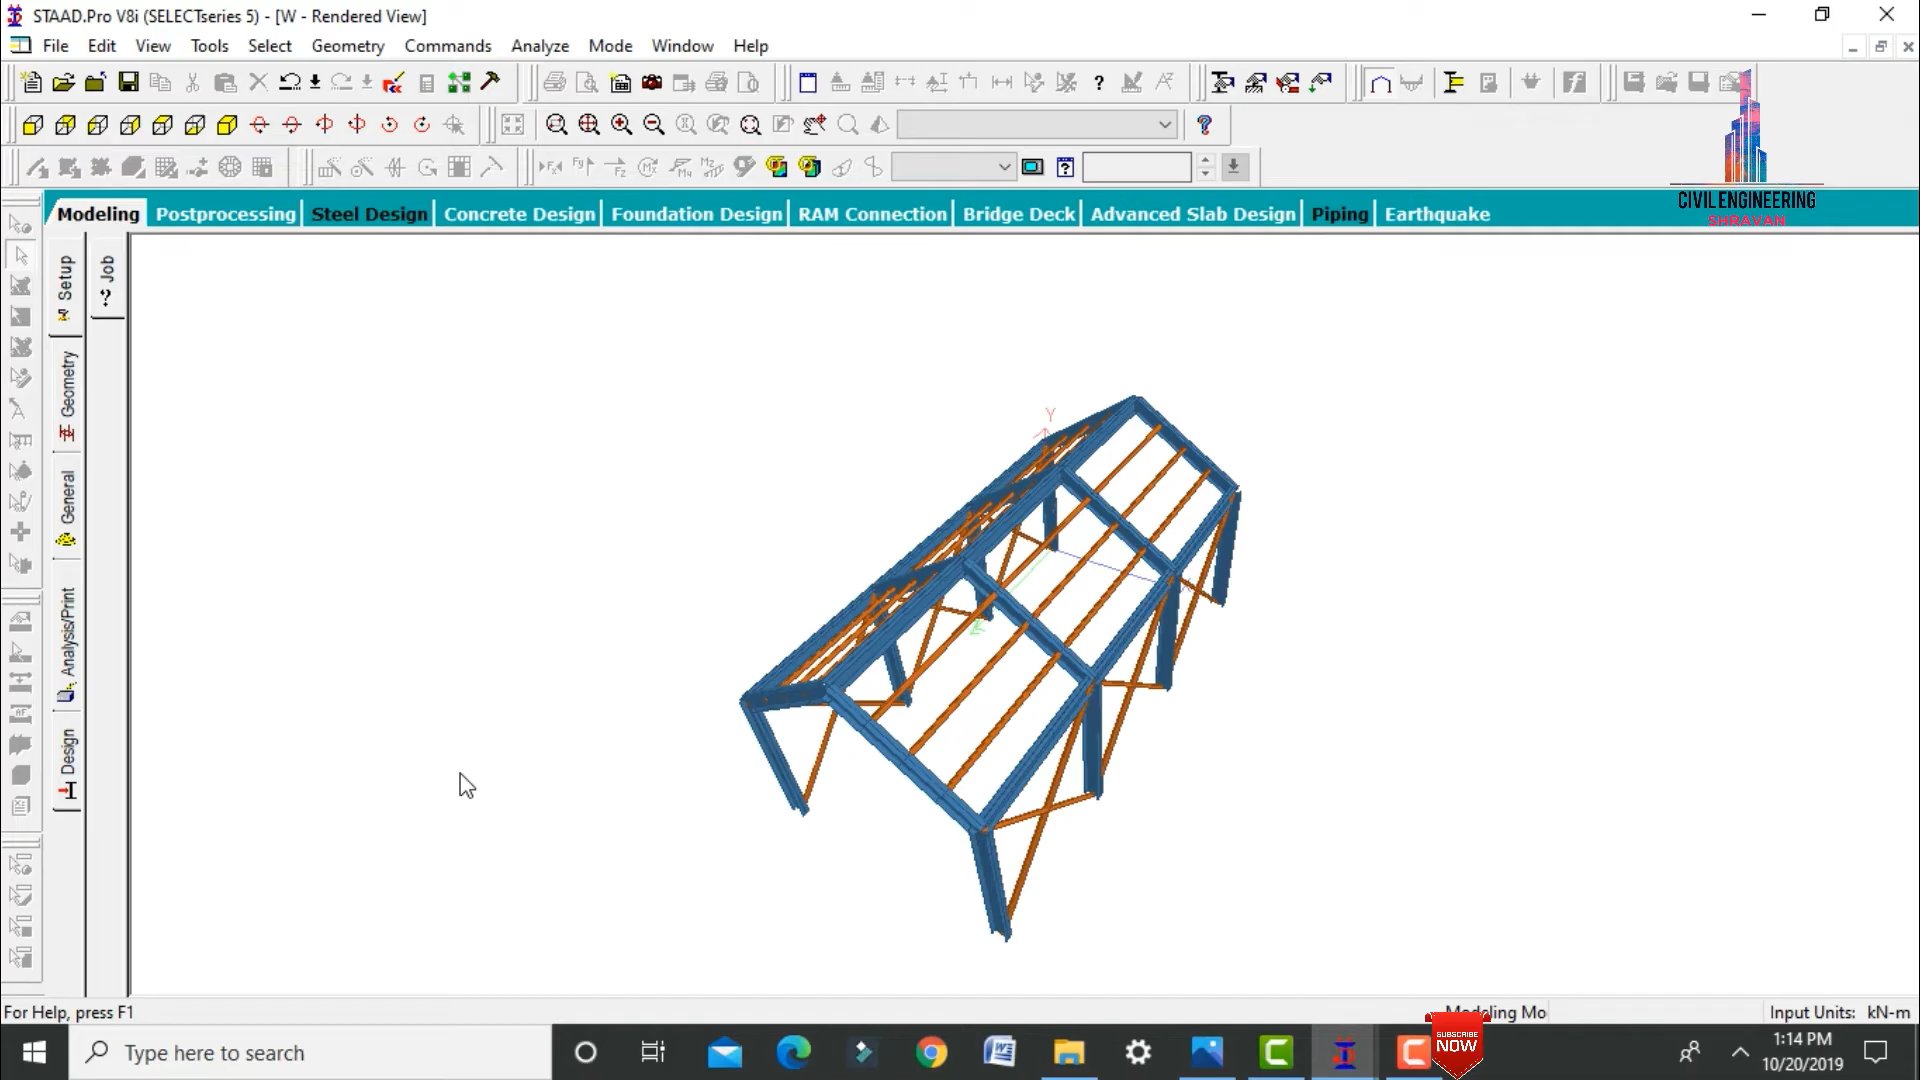 STAAD.Pro V8i (SELECTseries 5) - [W - Rendered View]
File Edit View Tools Select Geometry Commands Analyze Mode Window Help
CIVIL ENGINEERING
SHRAVAN
Modeling Postprocessing Steel Design Concrete Design Foundation Design RAM Connection Bridge Deck Advanced Slab Design Piping Earthquake
Setup
Job
Geometry
General
Analysis/Print
Design
Y
For Help, press F1
Modeling Mo
Input Units: kN-m
Type here to search
SUBSCRIBE
NOW
1:14 PM
10/20/2019